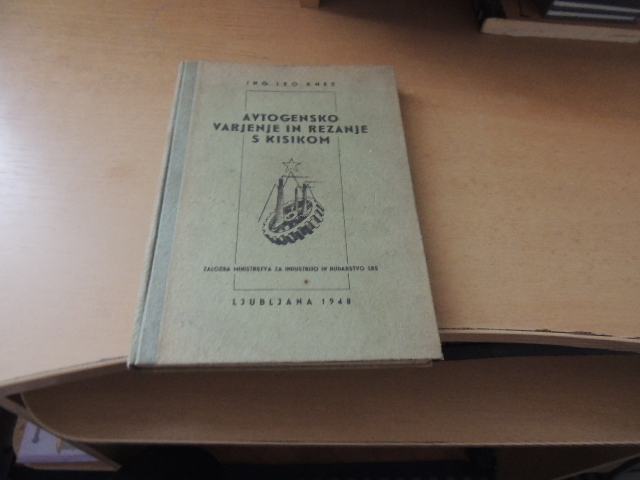 ING. LEO KNEZ
AVTOGENSKO
VARJENJE IN REZANJE
S KISIKOM
ZALOŽBA MINISTRSTVA ZA INDUSTRIJO IN RUDARSTVO LRS
LJUBLJANA 1948